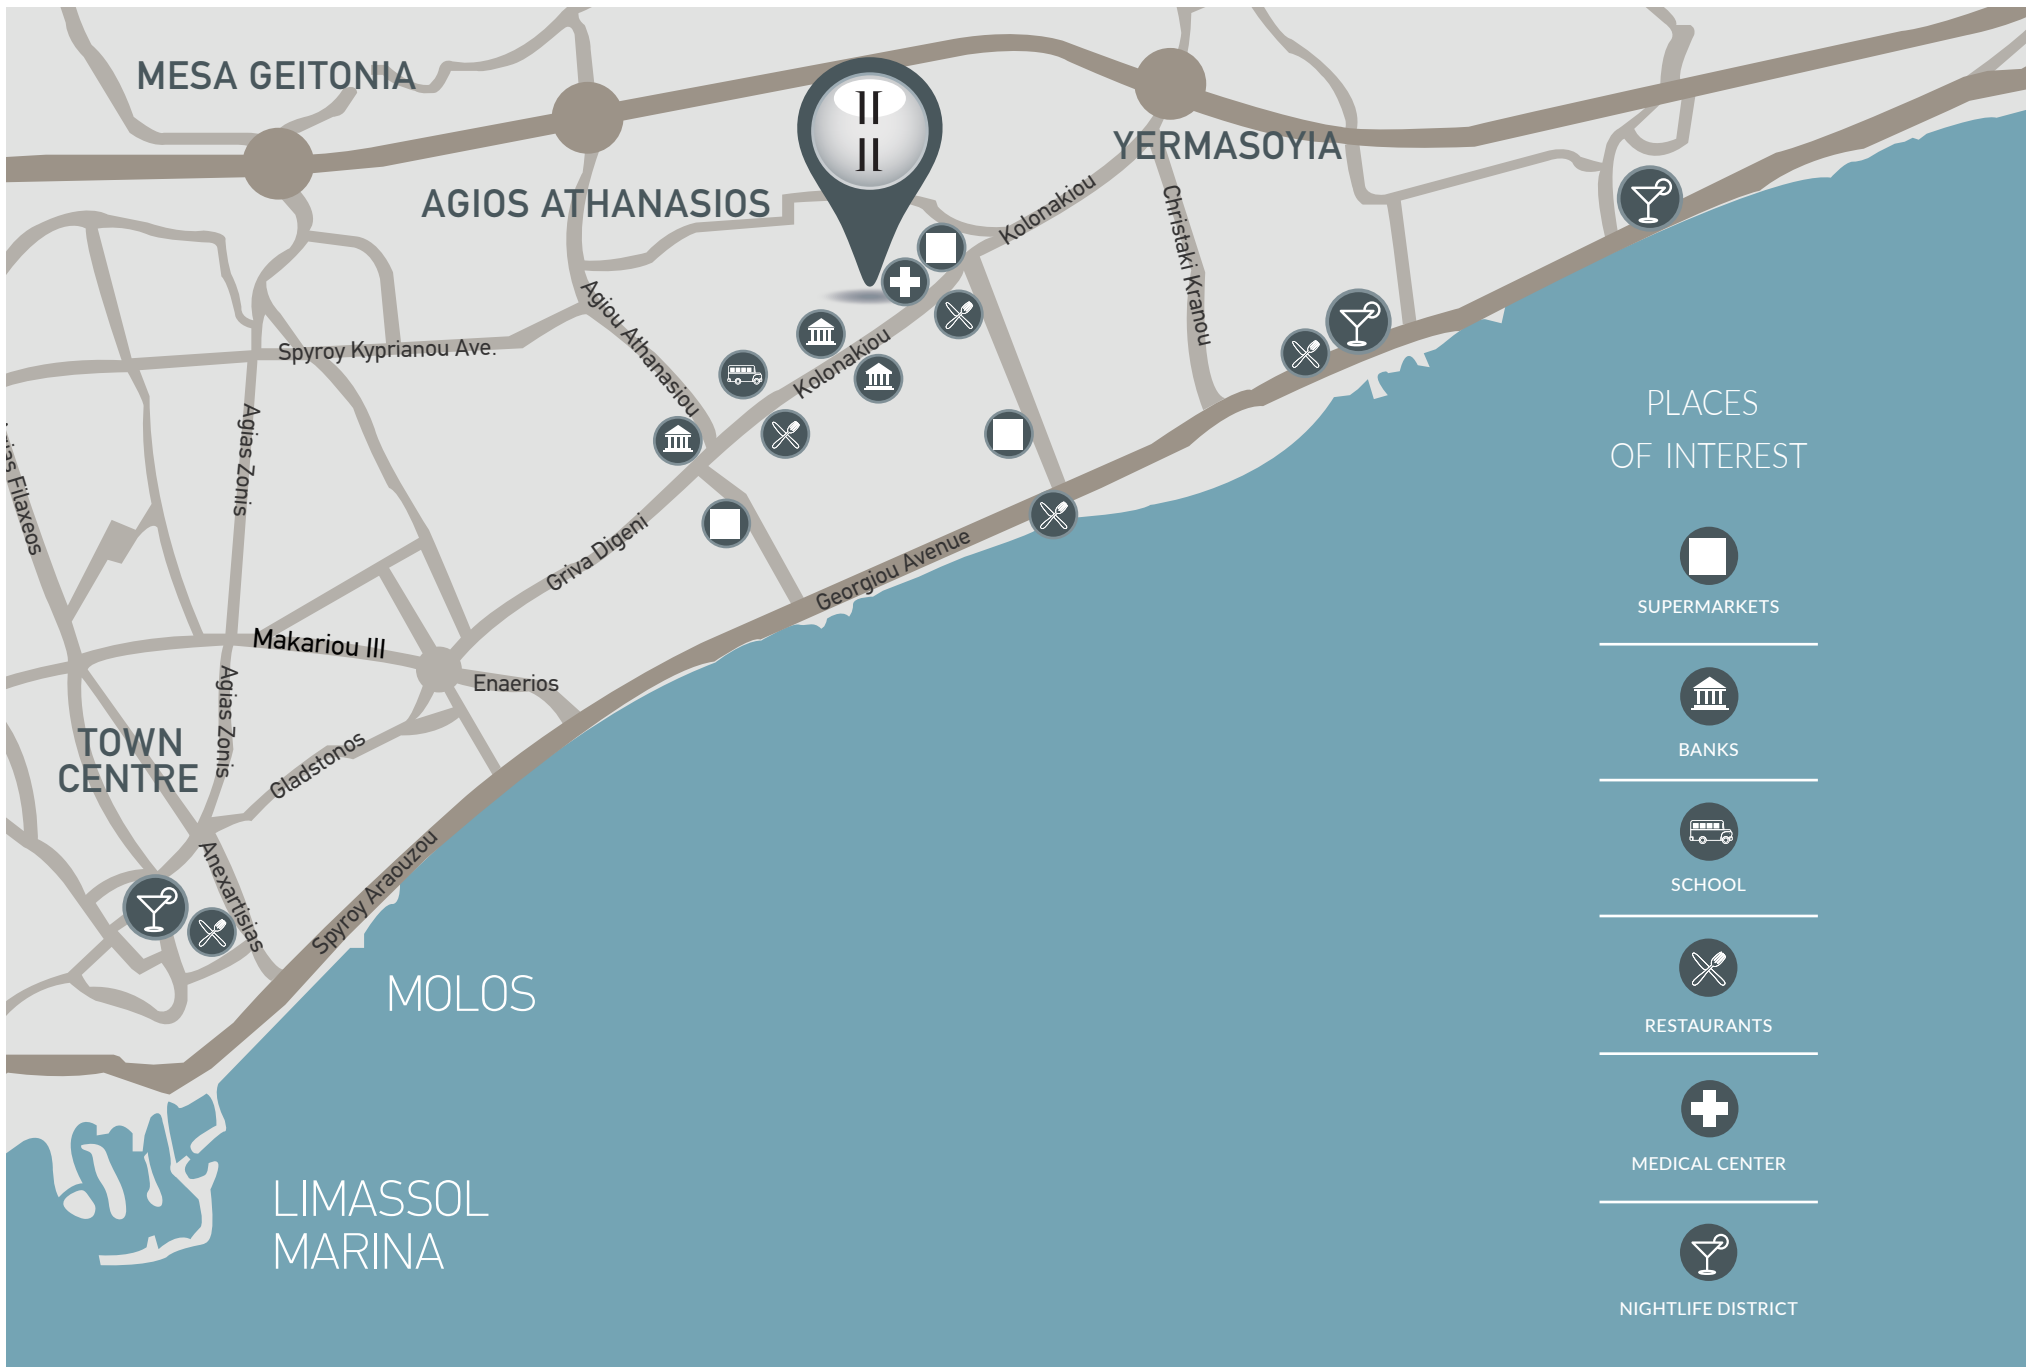 MESA GEITONIA
YERMASOYIA
AGIOS ATHANASIOS
Kolonakiou
Christaki Kranou
Agiou Athanasiou
Spyroy Kyprianou Ave.
Kolonakiou
Agias Zonis
Filaxeos
Griva Digeni
Georgiou Avenue
Makariou III
Enaerios
Agias Zonis
TOWN
CENTRE
Gladstonos
Anexartisias
Spyroy Araouzou
MOLOS
LIMASSOL
MARINA
PLACES
OF INTEREST
SUPERMARKETS
BANKS
SCHOOL
RESTAURANTS
MEDICAL CENTER
NIGHTLIFE DISTRICT